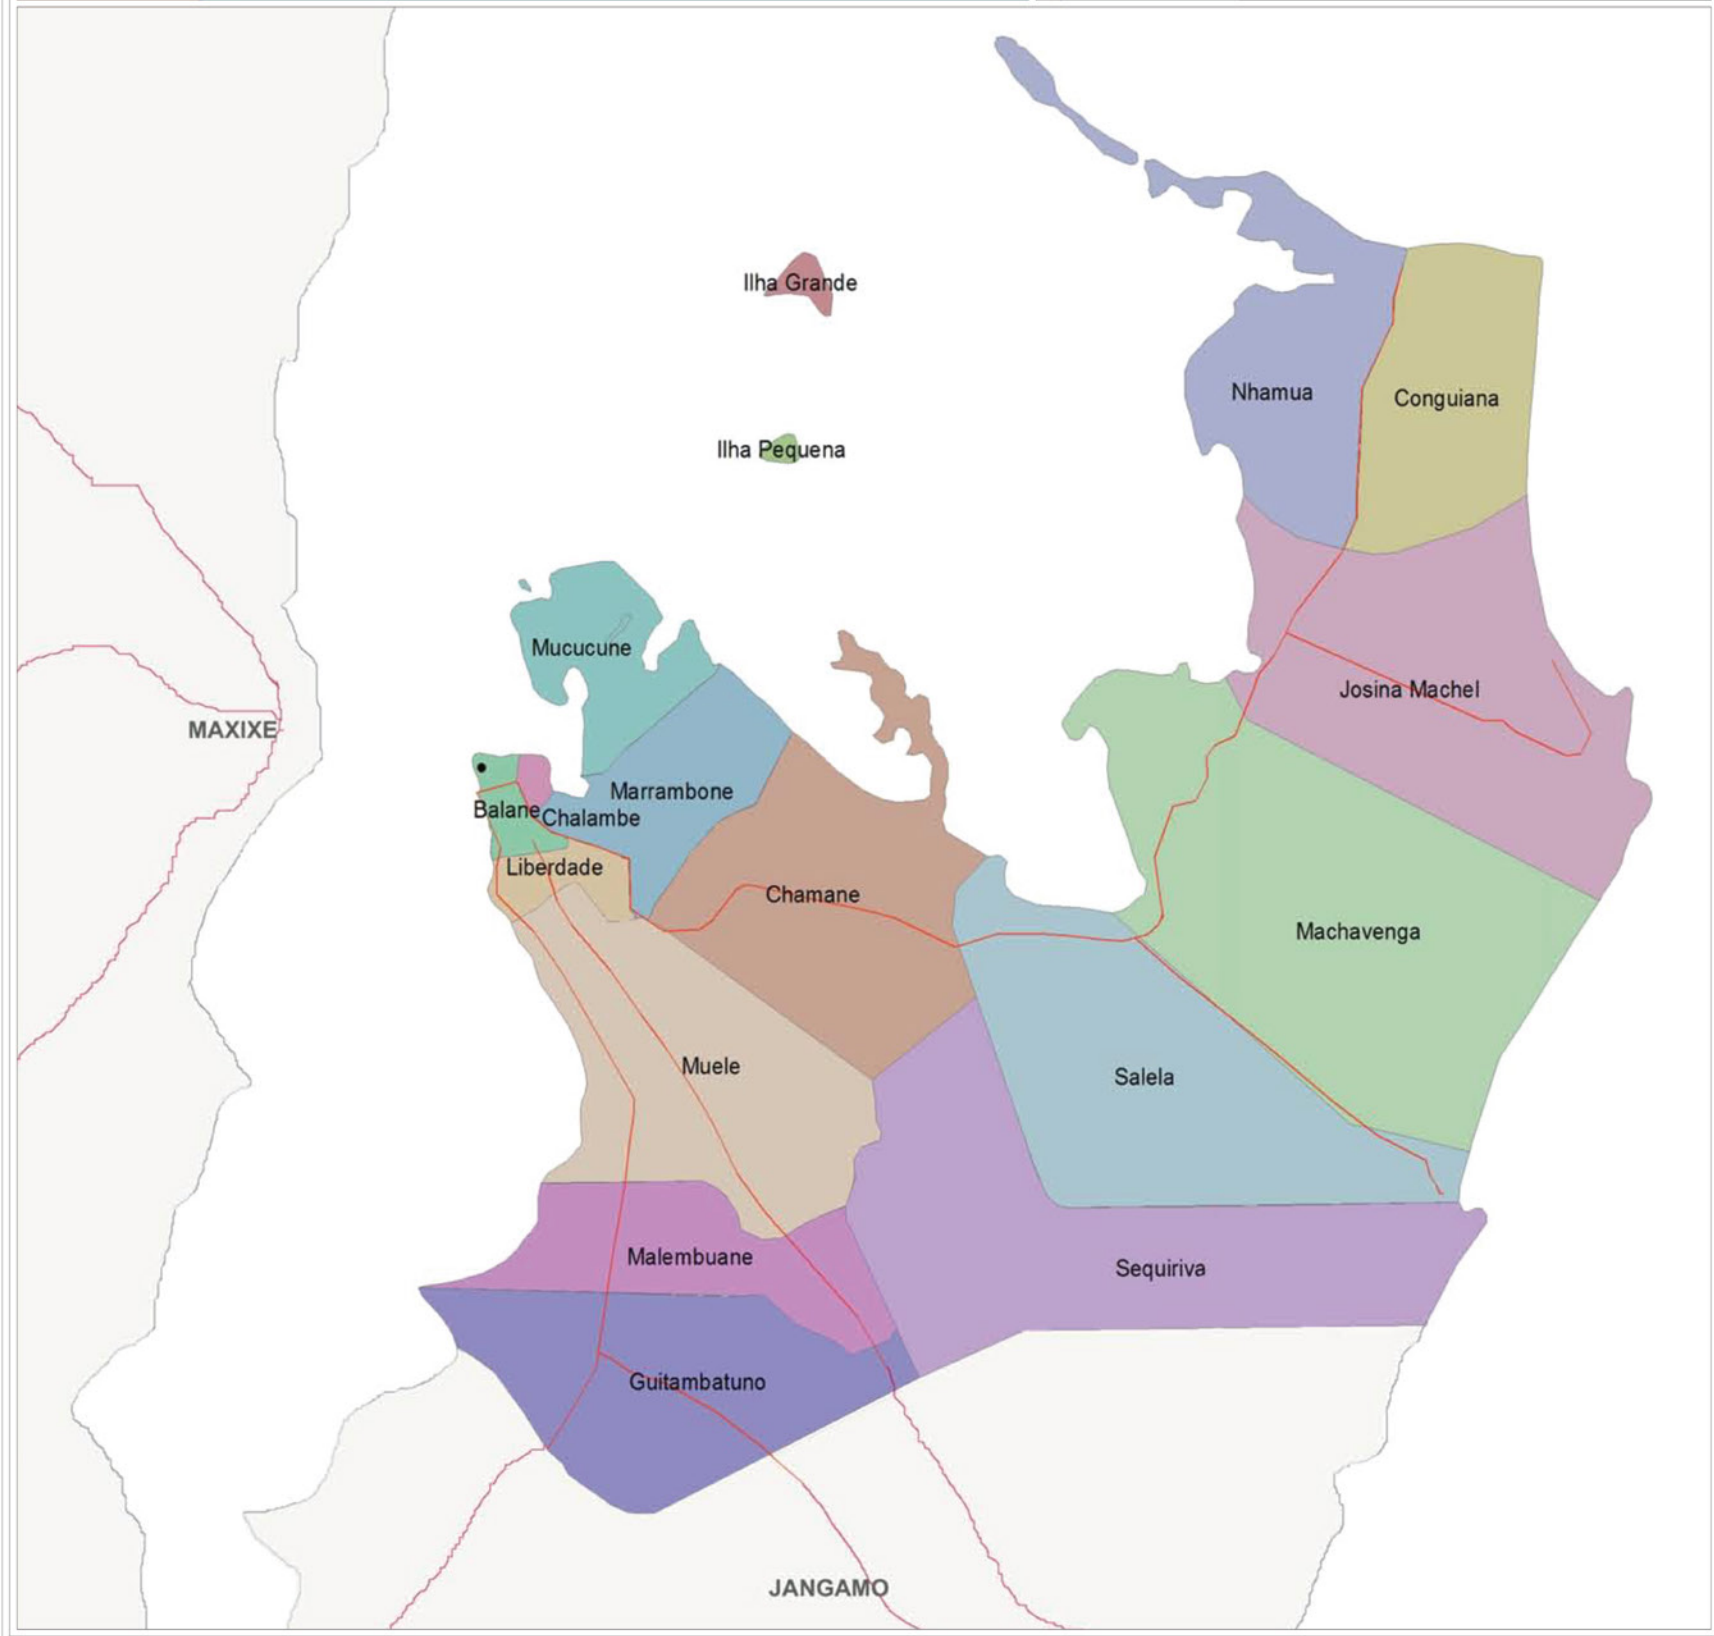 Ilha Grande
Nhamua
Conguiana
Ilha Pequena
Mucucune
Josina Machel
MAXIXE
Marrambone
Balane
Chalambe
Liberdade
Chamane
Machavenga
Muele
Salela
Malembuane
Sequiriva
Guitambatuno
JANGAMO